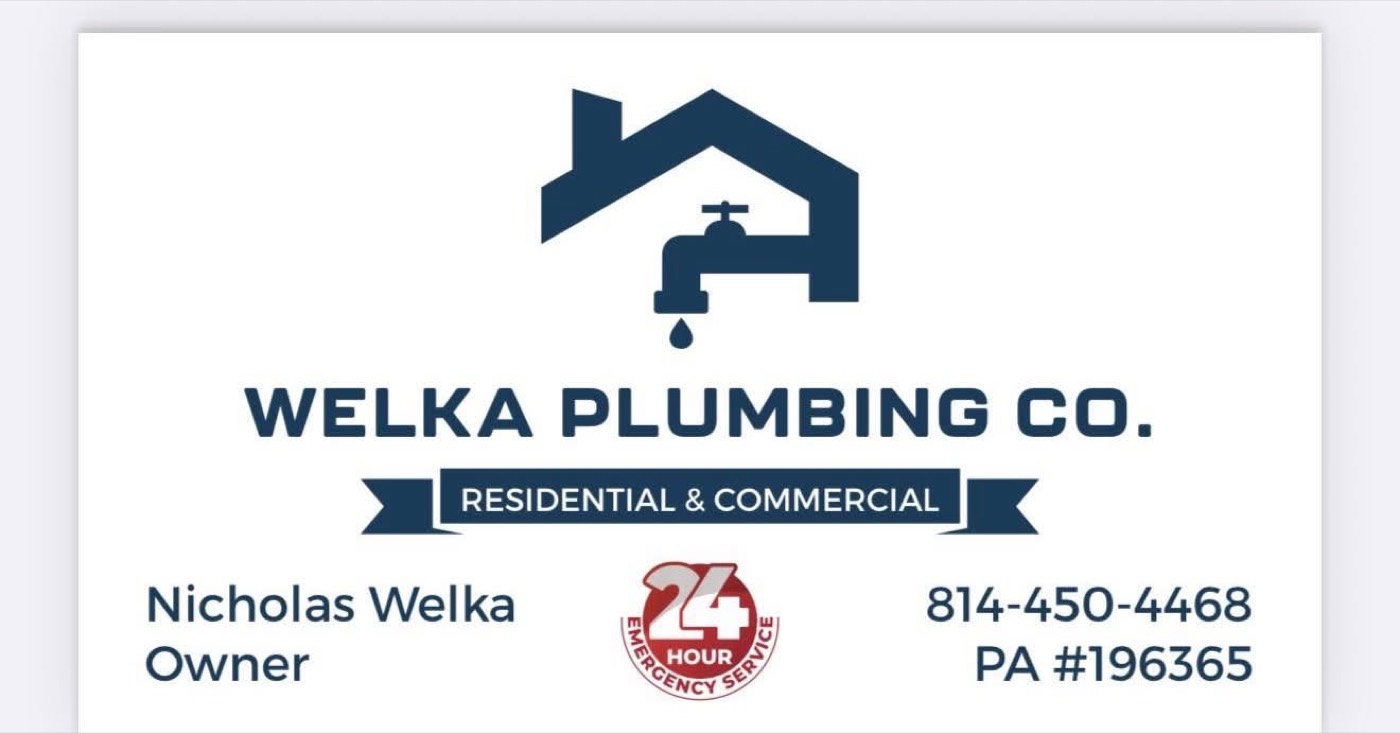 WELKA PLUMBING CO.
RESIDENTIAL & COMMERCIAL
Nicholas Welka
Owner
24
HOUR
EMERGENCY SERVICE
814-450-4468
PA #196365